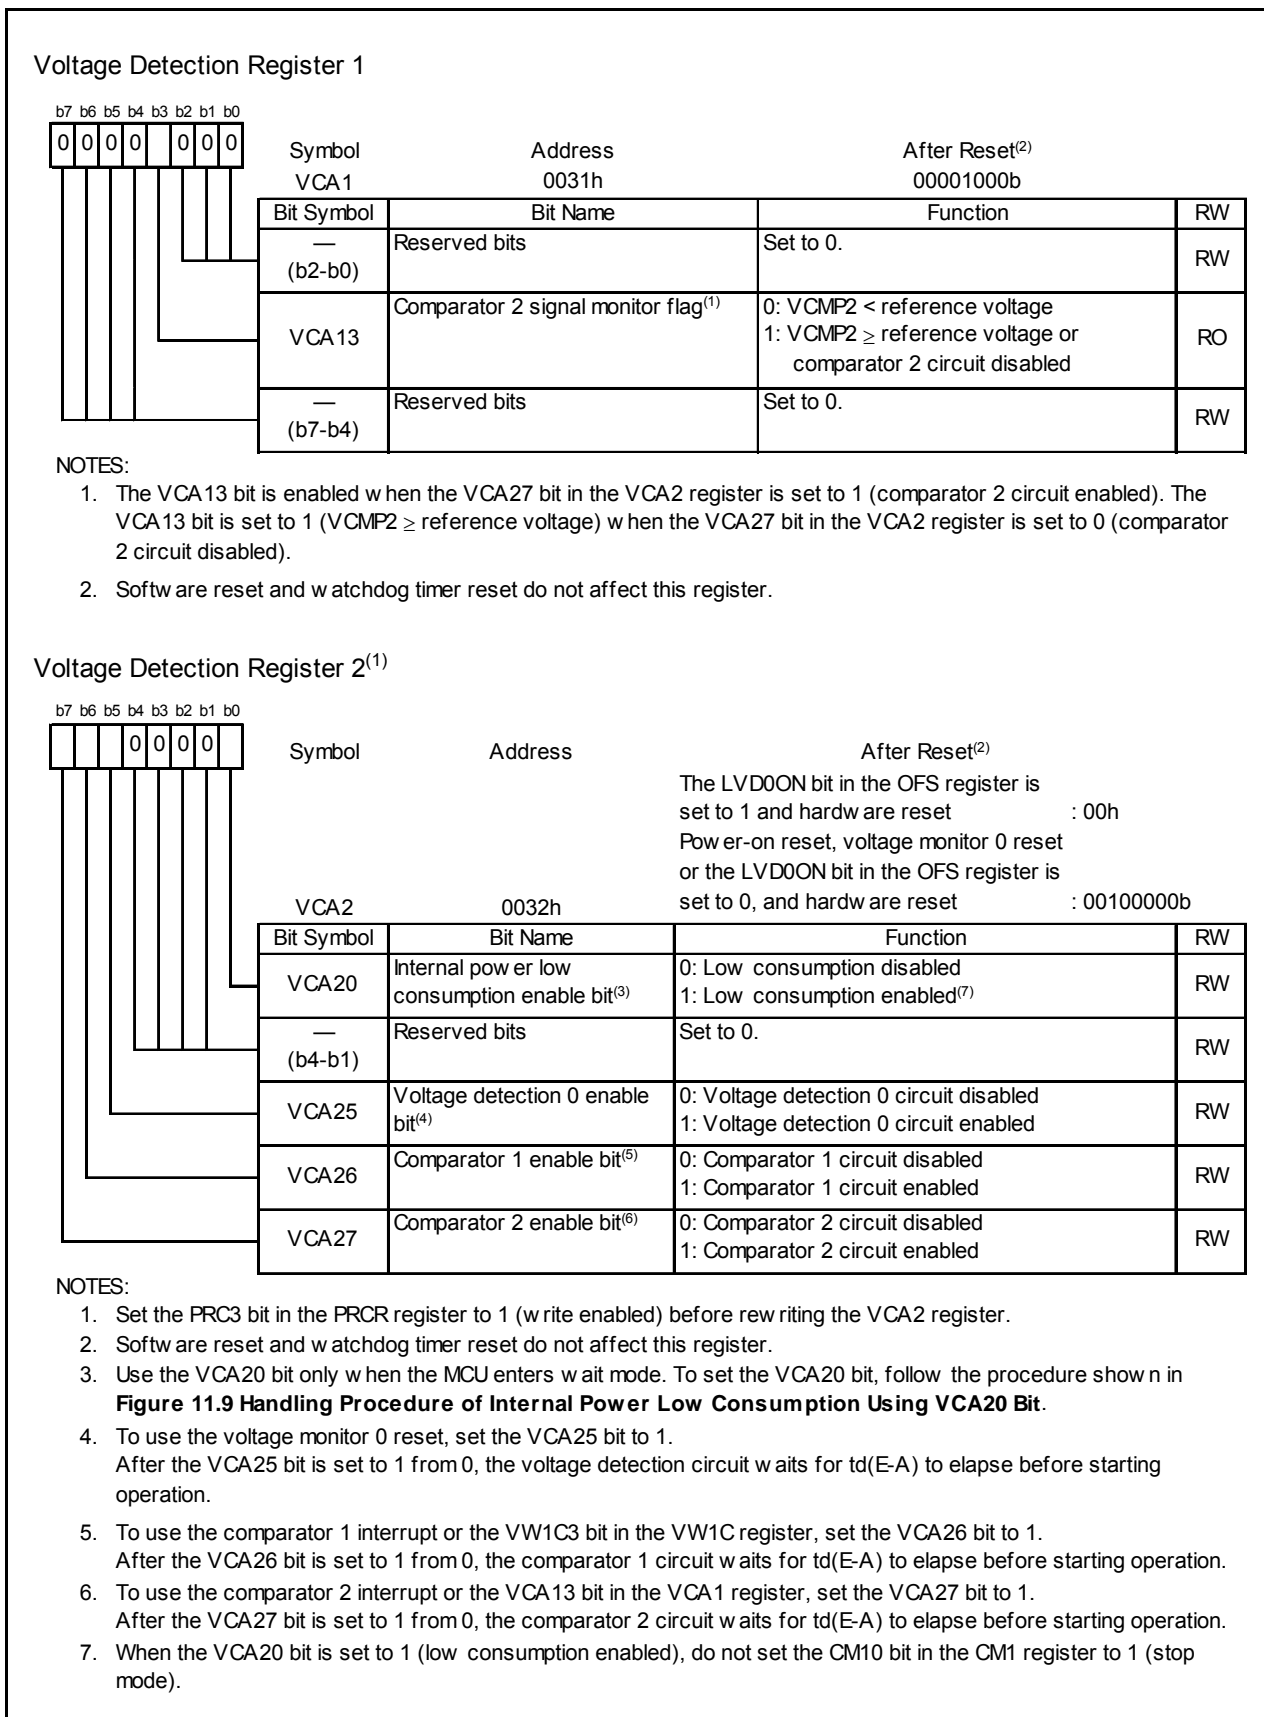 Voltage Detection Register 1
b7 b6 b5 b4 b3 b2 b1 b0
0 0 0 0 0 0 0
Symbol Address After Reset(2)
VCA1 0031h 00001000b
Bit Symbol Bit Name Function RW
— (b2-b0) Reserved bits Set to 0. RW
VCA13 Comparator 2 signal monitor flag(1) 0: VCMP2 < reference voltage
1: VCMP2 ≥ reference voltage or
comparator 2 circuit disabled RO
— (b7-b4) Reserved bits Set to 0. RW
NOTES:
1. The VCA13 bit is enabled when the VCA27 bit in the VCA2 register is set to 1 (comparator 2 circuit enabled). The
VCA13 bit is set to 1 (VCMP2 ≥ reference voltage) when the VCA27 bit in the VCA2 register is set to 0 (comparator
2 circuit disabled).
2. Software reset and watchdog timer reset do not affect this register.
Voltage Detection Register 2(1)
b7 b6 b5 b4 b3 b2 b1 b0
0 0 0 0
Symbol Address After Reset(2)
The LVD0ON bit in the OFS register is
set to 1 and hardware reset : 00h
Power-on reset, voltage monitor 0 reset
or the LVD0ON bit in the OFS register is
VCA2 0032h set to 0, and hardware reset : 00100000b
Bit Symbol Bit Name Function RW
VCA20 Internal power low
consumption enable bit(3) 0: Low consumption disabled
1: Low consumption enabled(7) RW
— (b4-b1) Reserved bits Set to 0. RW
VCA25 Voltage detection 0 enable
bit(4) 0: Voltage detection 0 circuit disabled
1: Voltage detection 0 circuit enabled RW
VCA26 Comparator 1 enable bit(5) 0: Comparator 1 circuit disabled
1: Comparator 1 circuit enabled RW
VCA27 Comparator 2 enable bit(6) 0: Comparator 2 circuit disabled
1: Comparator 2 circuit enabled RW
NOTES:
1. Set the PRC3 bit in the PRCR register to 1 (write enabled) before rewriting the VCA2 register.
2. Software reset and watchdog timer reset do not affect this register.
3. Use the VCA20 bit only when the MCU enters wait mode. To set the VCA20 bit, follow the procedure shown in
Figure 11.9 Handling Procedure of Internal Power Low Consumption Using VCA20 Bit.
4. To use the voltage monitor 0 reset, set the VCA25 bit to 1.
After the VCA25 bit is set to 1 from 0, the voltage detection circuit waits for td(E-A) to elapse before starting
operation.
5. To use the comparator 1 interrupt or the VW1C3 bit in the VW1C register, set the VCA26 bit to 1.
After the VCA26 bit is set to 1 from 0, the comparator 1 circuit waits for td(E-A) to elapse before starting operation.
6. To use the comparator 2 interrupt or the VCA13 bit in the VCA1 register, set the VCA27 bit to 1.
After the VCA27 bit is set to 1 from 0, the comparator 2 circuit waits for td(E-A) to elapse before starting operation.
7. When the VCA20 bit is set to 1 (low consumption enabled), do not set the CM10 bit in the CM1 register to 1 (stop
mode).